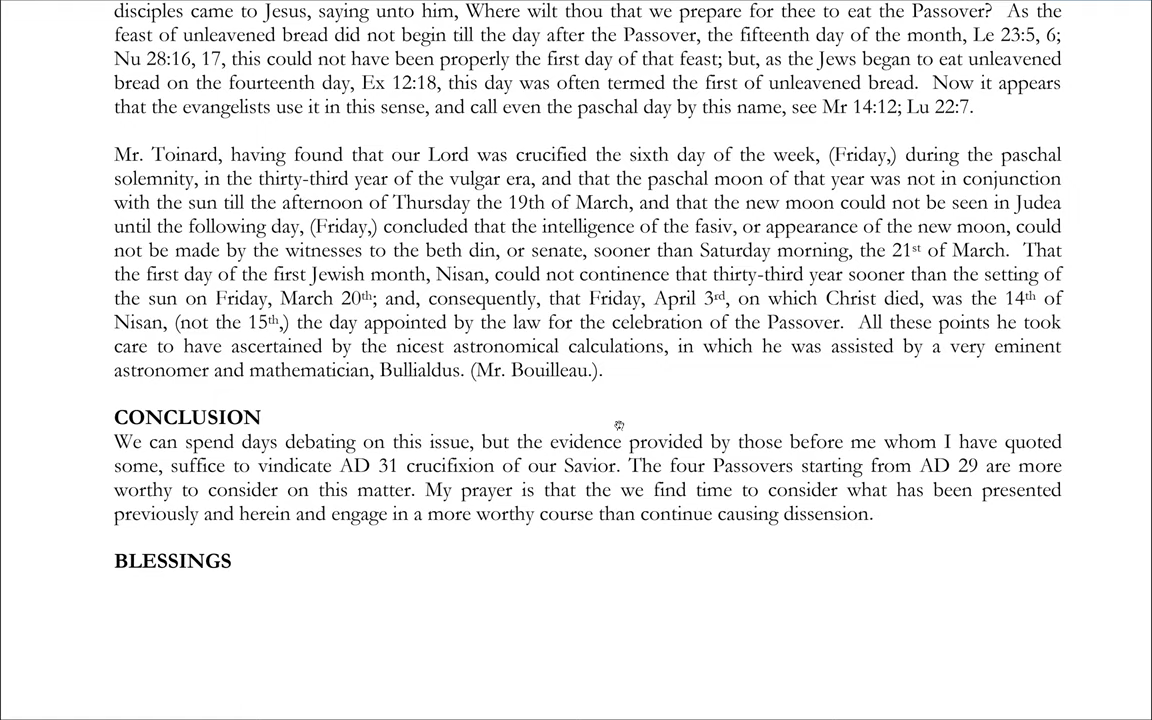 disciples came to Jesus, saying unto him, Where wilt thou that we prepare for thee to eat the Passover? As the
feast of unleavened bread did not begin till the day after the Passover, the fifteenth day of the month, Le 23:5, 6;
Nu 28:16, 17, this could not have been properly the first day of that feast; but, as the Jews began to eat unleavened
bread on the fourteenth day, Ex 12:18, this day was often termed the first of unleavened bread. Now it appears
that the evangelists use it in this sense, and call even the paschal day by this name, see Mr 14:12; Lu 22:7.
Mr. Toinard, having found that our Lord was crucified the sixth day of the week, (Friday,) during the paschal
solemnity, in the thirty-third year of the vulgar era, and that the paschal moon of that year was not in conjunction
with the sun till the afternoon of Thursday the 19th of March, and that the new moon could not be seen in Judea
until the following day, (Friday,) concluded that the intelligence of the fasiv, or appearance of the new moon, could
not be made by the witnesses to the beth din, or senate, sooner than Saturday morning, the 21st of March. That
the first day of the first Jewish month, Nisan, could not continence that thirty-third year sooner than the setting of
the sun on Friday, March 20th; and, consequently, that Friday, April 3rd, on which Christ died, was the 14th of
Nisan, (not the 15th,) the day appointed by the law for the celebration of the Passover. All these points he took
care to have ascertained by the nicest astronomical calculations, in which he was assisted by a very eminent
astronomer and mathematician, Bullialdus. (Mr. Bouilleau.).
CONCLUSION
We can spend days debating on this issue, but the evidence provided by those before me whom I have quoted
some, suffice to vindicate AD 31 crucifixion of our Savior. The four Passovers starting from AD 29 are more
worthy to consider on this matter. My prayer is that the we find time to consider what has been presented
previously and herein and engage in a more worthy course than continue causing dissension.
BLESSINGS